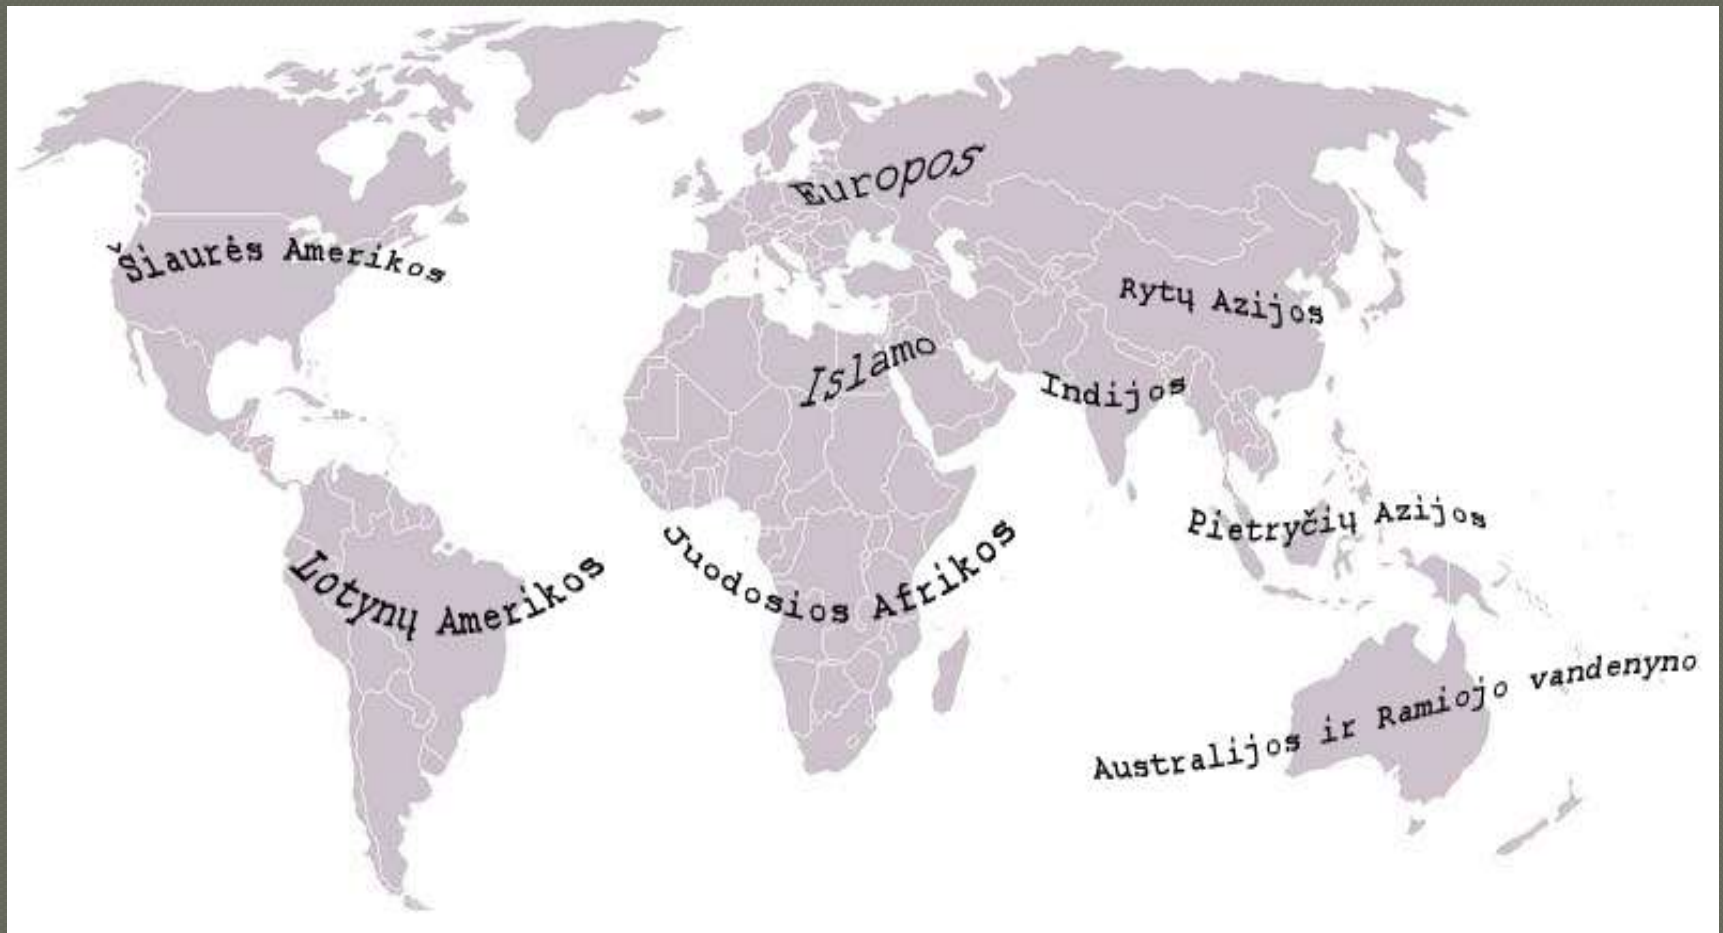 Europos
Šiaurės Amerikos
Rytų Azijos
Islamo
Indijos
Pietryčių Azijos
Juodosios Afrikos
Lotynų Amerikos
Australijos ir Ramiojo vandenyno